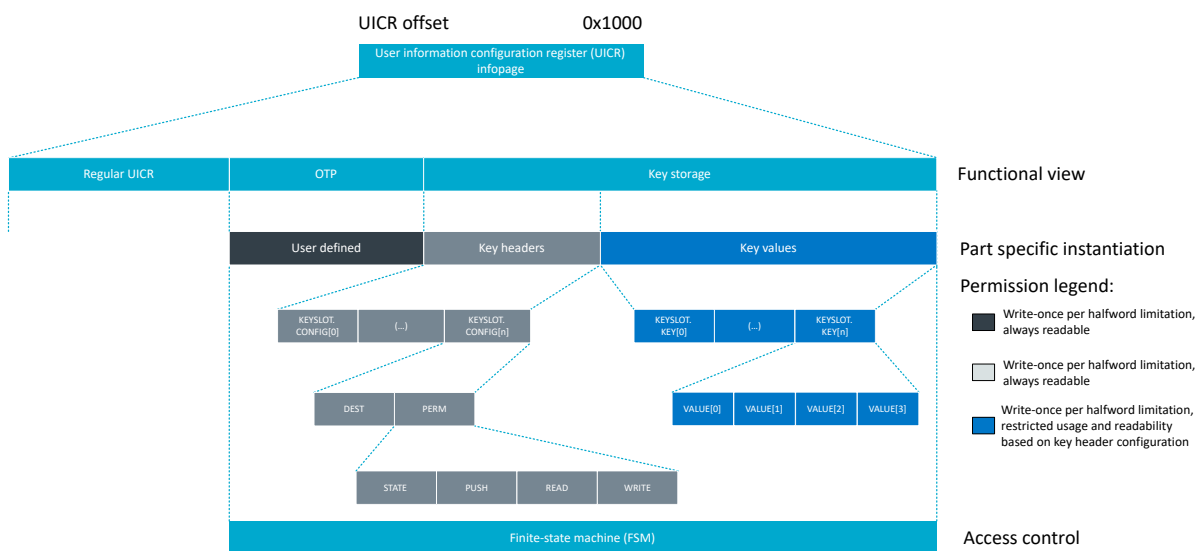 UICR offset 0x1000
User information configuration register (UICR)
infopage
Regular UICR OTP Key storage Functional view
User defined Key headers Key values Part specific instantiation
Permission legend:
Write-once per halfword limitation,
always readable
Write-once per halfword limitation,
always readable
Write-once per halfword limitation,
restricted usage and readability
based on key header configuration
KEYSLOT.
CONFIG[0]
(…)
KEYSLOT.
CONFIG[n]
KEYSLOT.
KEY[0]
(…)
KEYSLOT.
KEY[n]
DEST PERM
VALUE[0] VALUE[1] VALUE[2] VALUE[3]
STATE PUSH READ WRITE
Finite-state machine (FSM) Access control